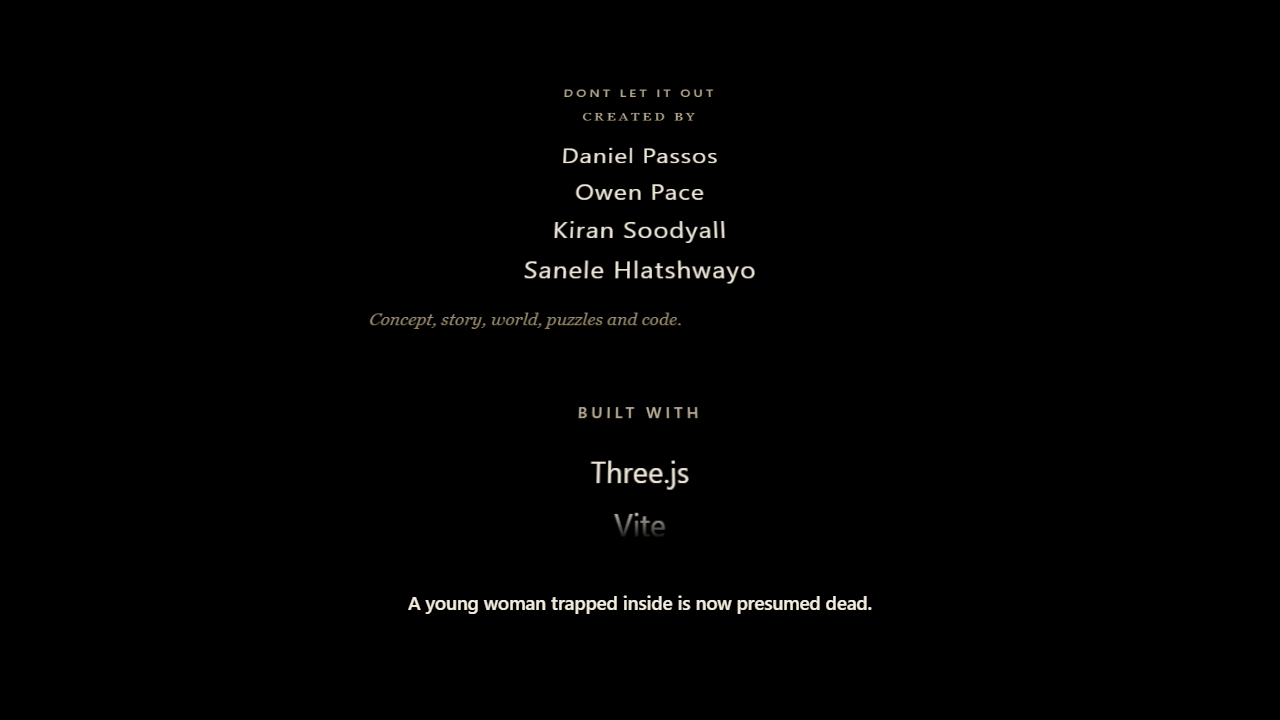 DONT LET IT OUT
CREATED BY
Daniel Passos
Owen Pace
Kiran Soodyall
Sanele Hlatshwayo
Concept, story, world, puzzles and code.
BUILT WITH
Three.js
Vite
A young woman trapped inside is now presumed dead.